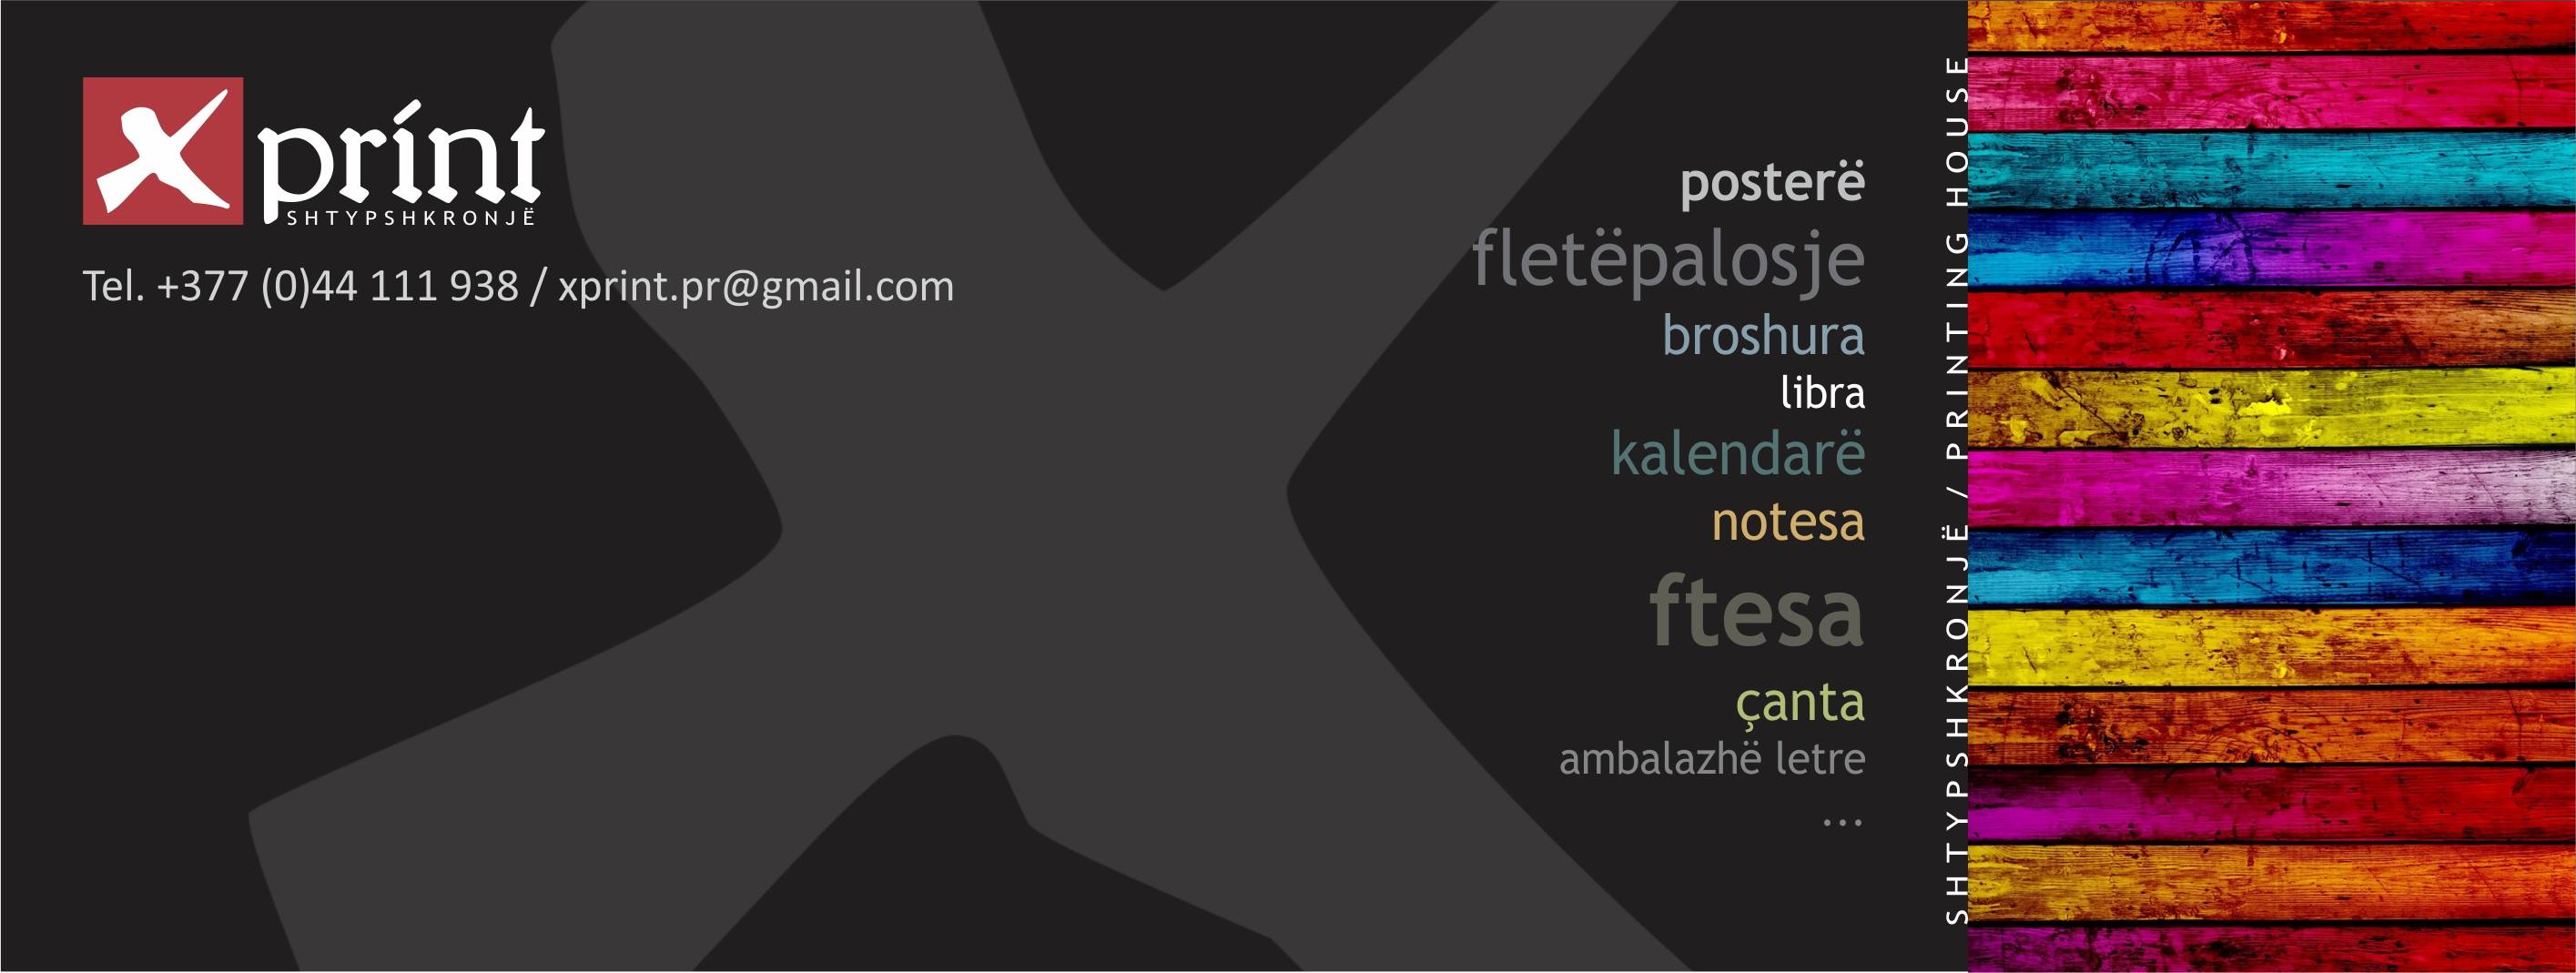 Xprínt
SHTYPSHKRONJË
Tel. +377 (0)44 111 938 / xprint.pr@gmail.com
posterë
fletëpalosje
broshura
libra
kalendarë
notesa
ftesa
çanta
ambalazhë letre
...
SHTYPSHKRONJË / PRINTING HOUSE